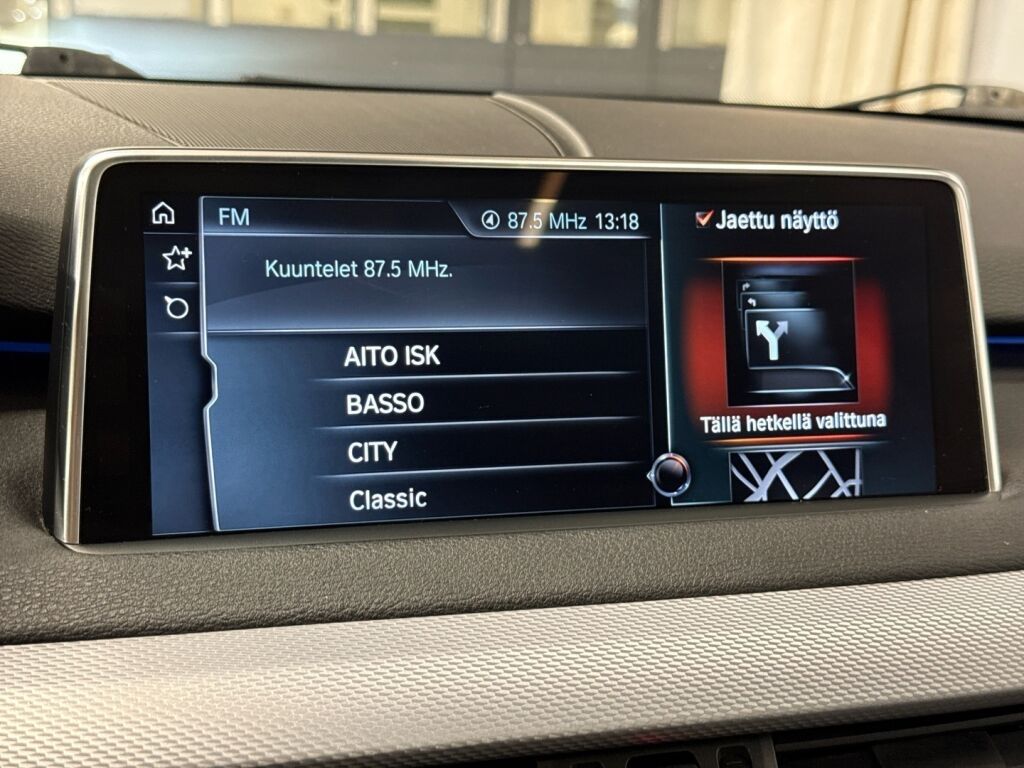 FM
87.5 MHz 13:18
Kuuntelet 87.5 MHz.
AITO ISK
BASSO
CITY
Classic
Jaettu näyttö
Tällä hetkellä valittuna